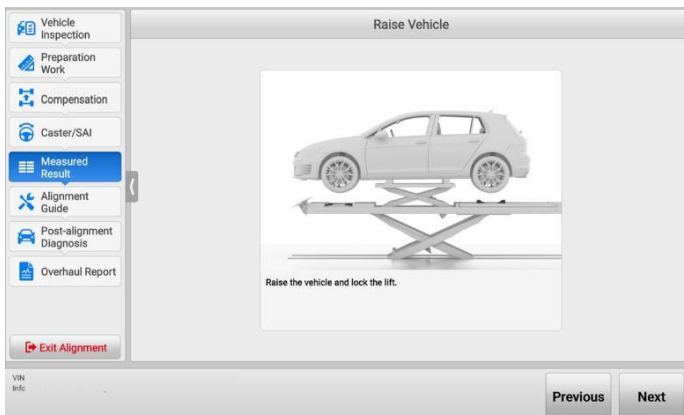 Raise Vehicle
Vehicle
Inspection
Preparation
Work
Compensation
Caster/SAI
Measured
Result
Alignment
Guide
Post-alignment
Diagnosis
Overhaul Report
Exit Alignment
Raise the vehicle and lock the lift.
VIN
Info
Previous
Next